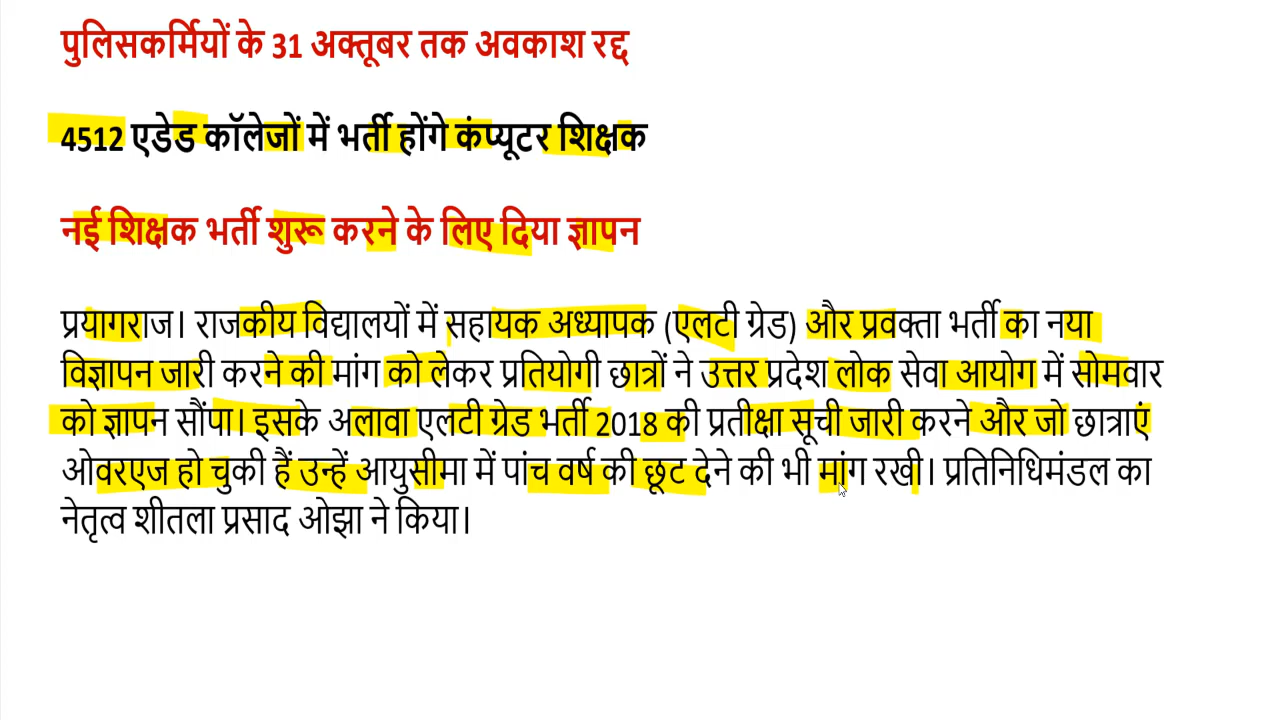 पुलिसकर्मियों के 31 अक्तूबर तक अवकाश रद्द
4512 एडेड कॉलेजों में भर्ती होंगे कंप्यूटर शिक्षक
नई शिक्षक भर्ती शुरू करने के लिए दिया ज्ञापन
प्रयागराज। राजकीय विद्यालयों में सहायक अध्यापक (एलटी ग्रेड) और प्रवक्ता भर्ती का नया
विज्ञापन जारी करने की मांग को लेकर प्रतियोगी छात्रों ने उत्तर प्रदेश लोक सेवा आयोग में सोमवार
को ज्ञापन सौंपा। इसके अलावा एलटी ग्रेड भर्ती 2018 की प्रतीक्षा सूची जारी करने और जो छात्राएं
ओवरएज हो चुकी हैं उन्हें आयुसीमा में पांच वर्ष की छूट देने की भी मांग रखी। प्रतिनिधिमंडल का
नेतृत्व शीतला प्रसाद ओझा ने किया।